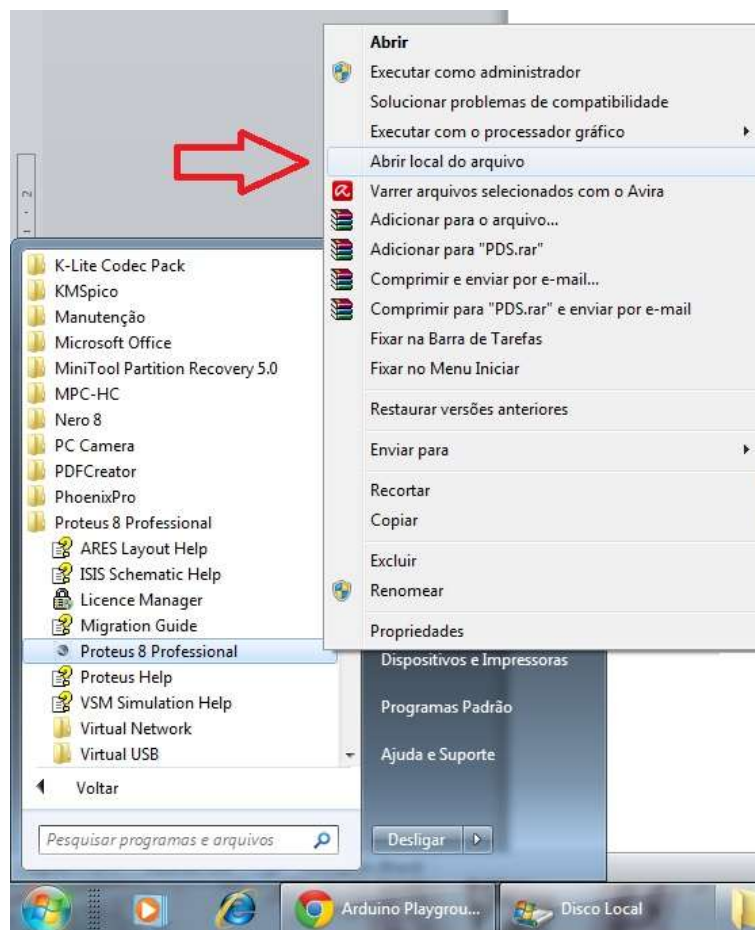 Abrir
Executar como administrador
Solucionar problemas de compatibilidade
Executar com o processador gráfico
Abrir local do arquivo
Varrer arquivos selecionados com o Avira
Adicionar para o arquivo...
Adicionar para "PDS.rar"
Comprimir e enviar por e-mail...
Comprimir para "PDS.rar" e enviar por e-mail
Fixar na Barra de Tarefas
Fixar no Menu Iniciar
Restaurar versões anteriores
Enviar para
Recortar
Copiar
Excluir
Renomear
Propriedades
2
1
K-Lite Codec Pack
KMSpico
Manutenção
Microsoft Office
MiniTool Partition Recovery 5.0
MPC-HC
Nero 8
PC Camera
PDFCreator
PhoenixPro
Proteus 8 Professional
ARES Layout Help
ISIS Schematic Help
Licence Manager
Migration Guide
Proteus 8 Professional
Proteus Help
VSM Simulation Help
Virtual Network
Virtual USB
Voltar
Pesquisar programas e arquivos
Dispositivos e Impressoras
Programas Padrão
Ajuda e Suporte
Desligar
Arduino Playgrou...
Disco Local